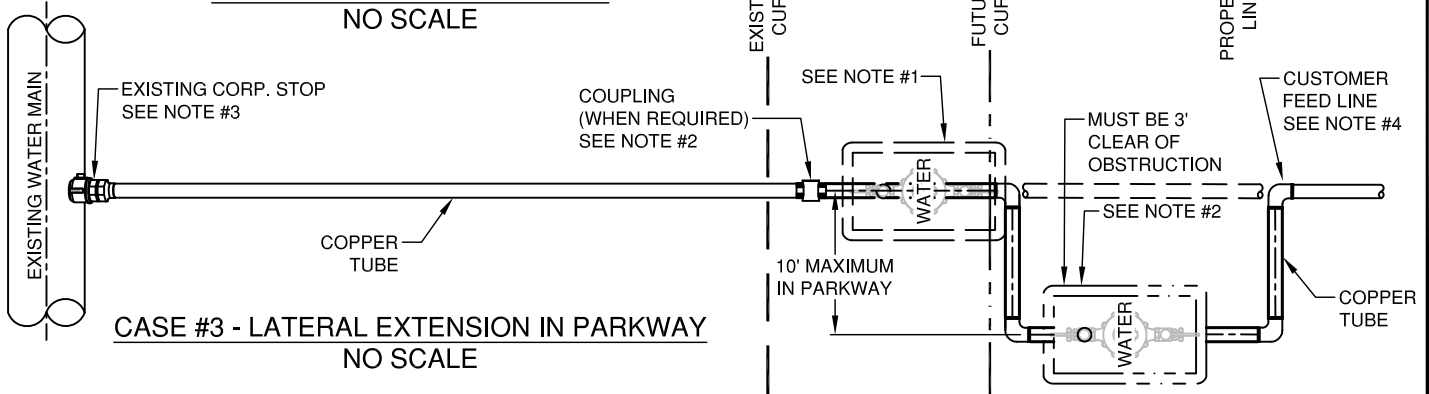 NO SCALE
EXISTING WATER MAIN
EXISTING CORP. STOP
SEE NOTE #3
COPPER
TUBE
COUPLING
(WHEN REQUIRED)
SEE NOTE #2
SEE NOTE #1
WATER
10' MAXIMUM
IN PARKWAY
MUST BE 3'
CLEAR OF
OBSTRUCTION
SEE NOTE #2
WATER
CUSTOMER
FEED LINE
SEE NOTE #4
COPPER
TUBE
CASE #3 - LATERAL EXTENSION IN PARKWAY
NO SCALE